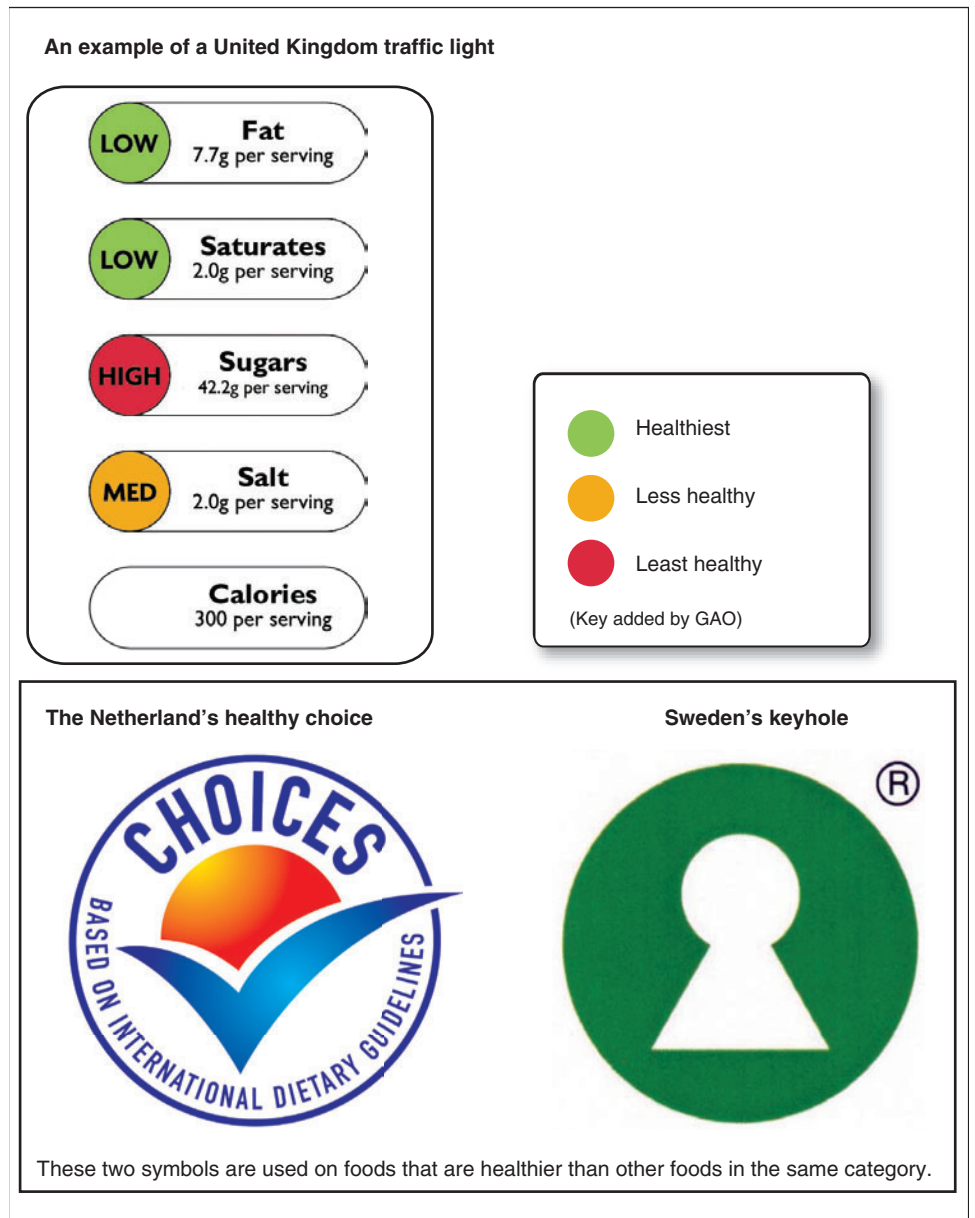 An example of a United Kingdom traffic light
LOW
Fat
7.7g per serving
LOW
Saturates
2.0g per serving
HIGH
Sugars
42.2g per serving
MED
Salt
2.0g per serving
Calories
300 per serving
Healthiest
Less healthy
Least healthy
(Key added by GAO)
The Netherland's healthy choice
CHOICES
BASED ON INTERNATIONAL DIETARY GUIDELINES
Sweden's keyhole
®
These two symbols are used on foods that are healthier than other foods in the same category.